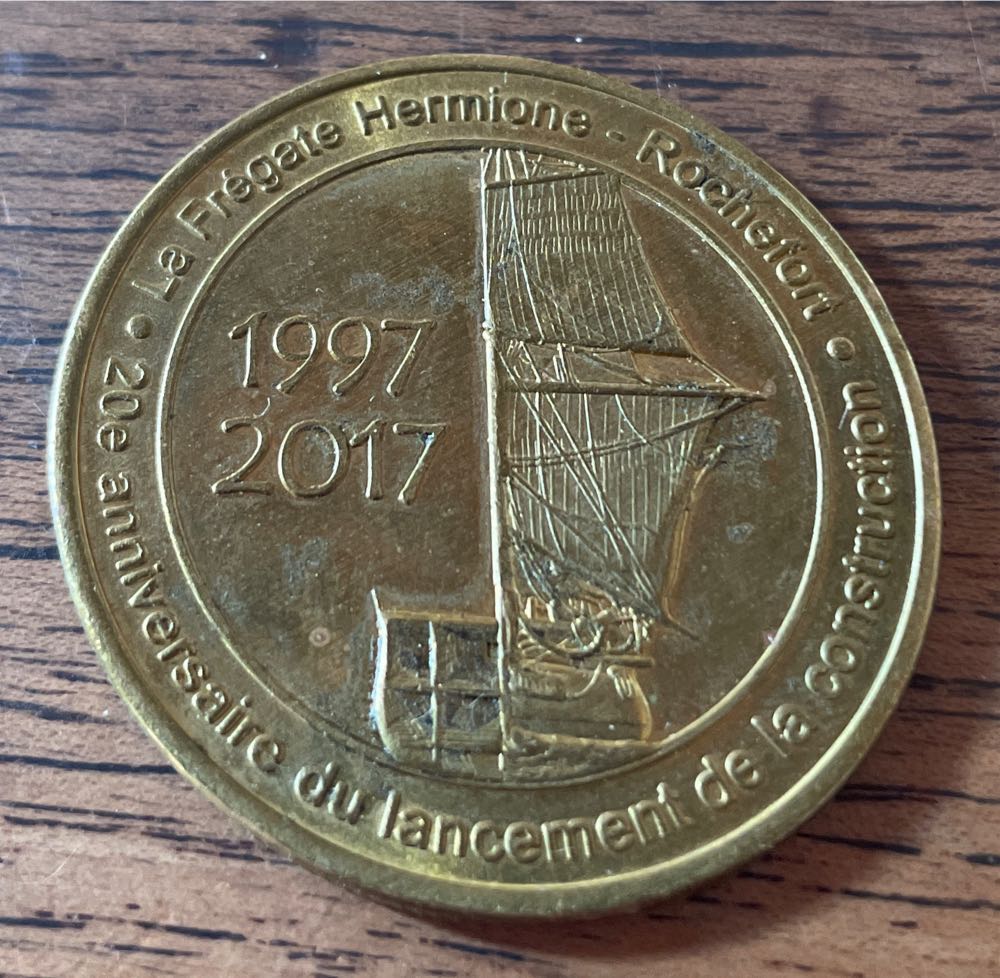 La Frégate Hermione - Rochefort •
20e anniversaire du lancement de la construction •
1997
2017